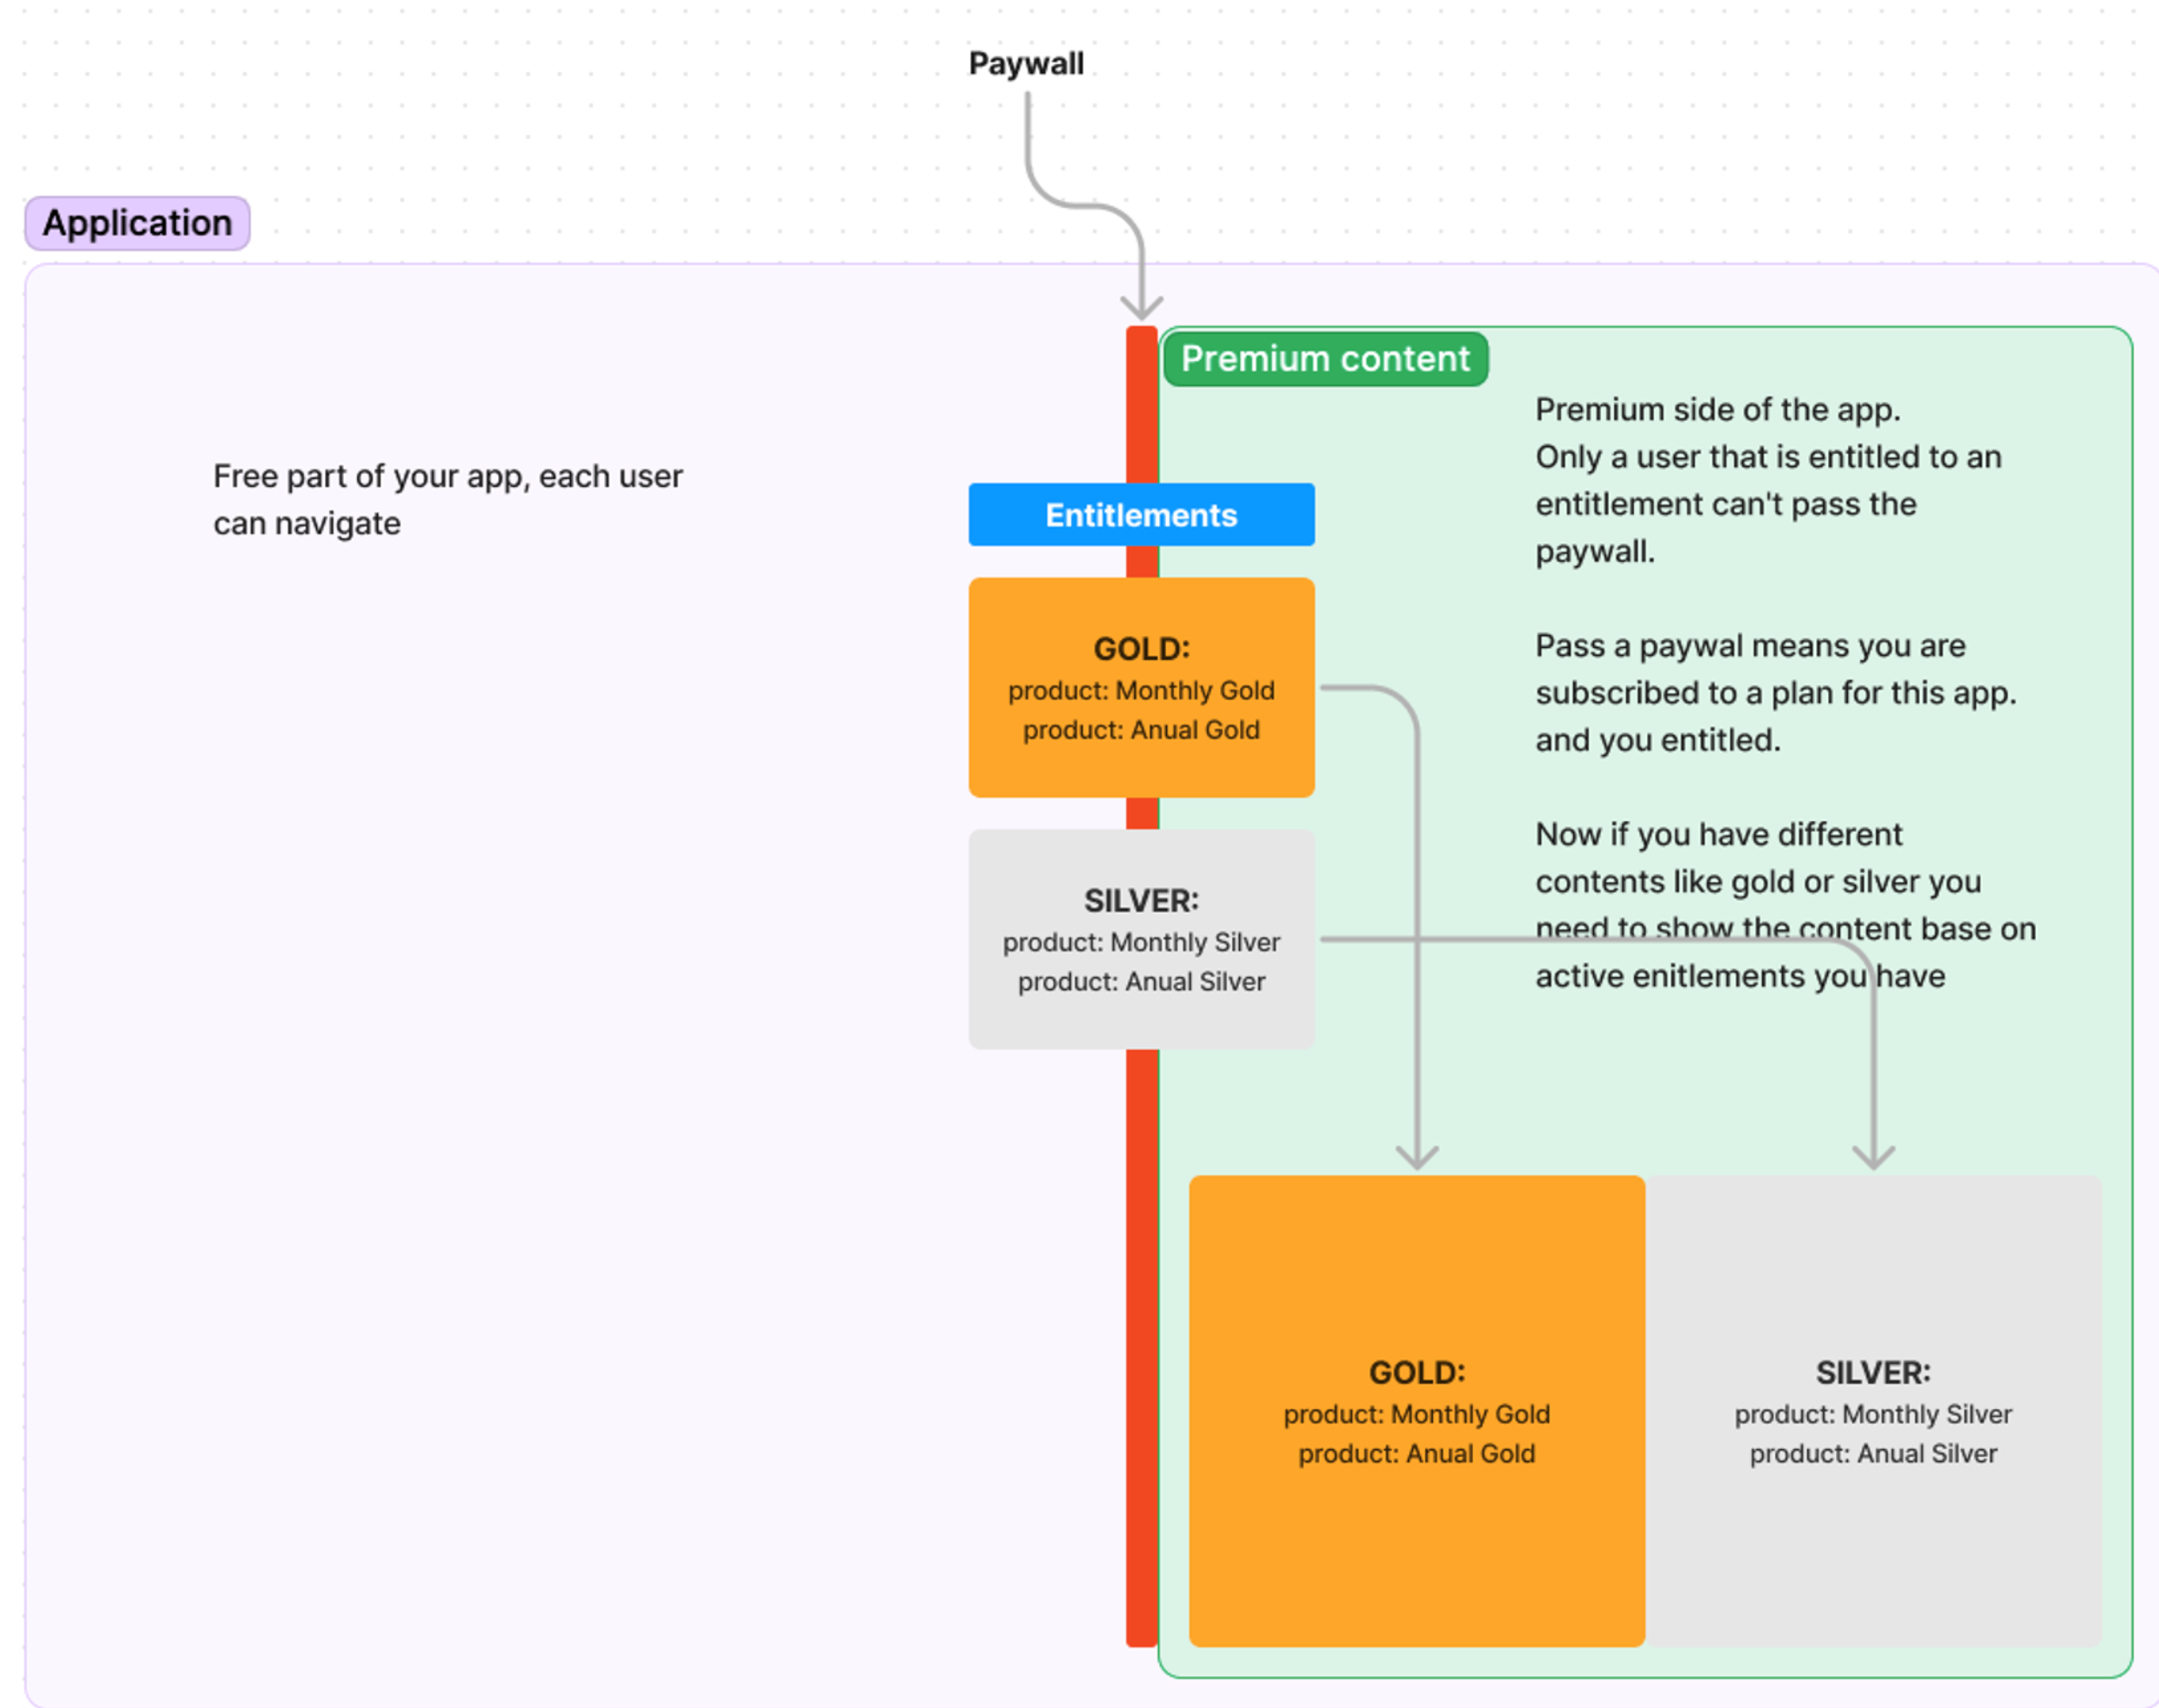 Paywall
Application
Premium content
Free part of your app, each user
can navigate
Entitlements
GOLD:
product: Monthly Gold
product: Anual Gold
SILVER:
product: Monthly Silver
product: Anual Silver
Premium side of the app.
Only a user that is entitled to an
entitlement can't pass the
paywall.
Pass a paywal means you are
subscribed to a plan for this app.
and you entitled.
Now if you have different
contents like gold or silver you
need to show the content base on
active enitlements you have
GOLD:
product: Monthly Gold
product: Anual Gold
SILVER:
product: Monthly Silver
product: Anual Silver